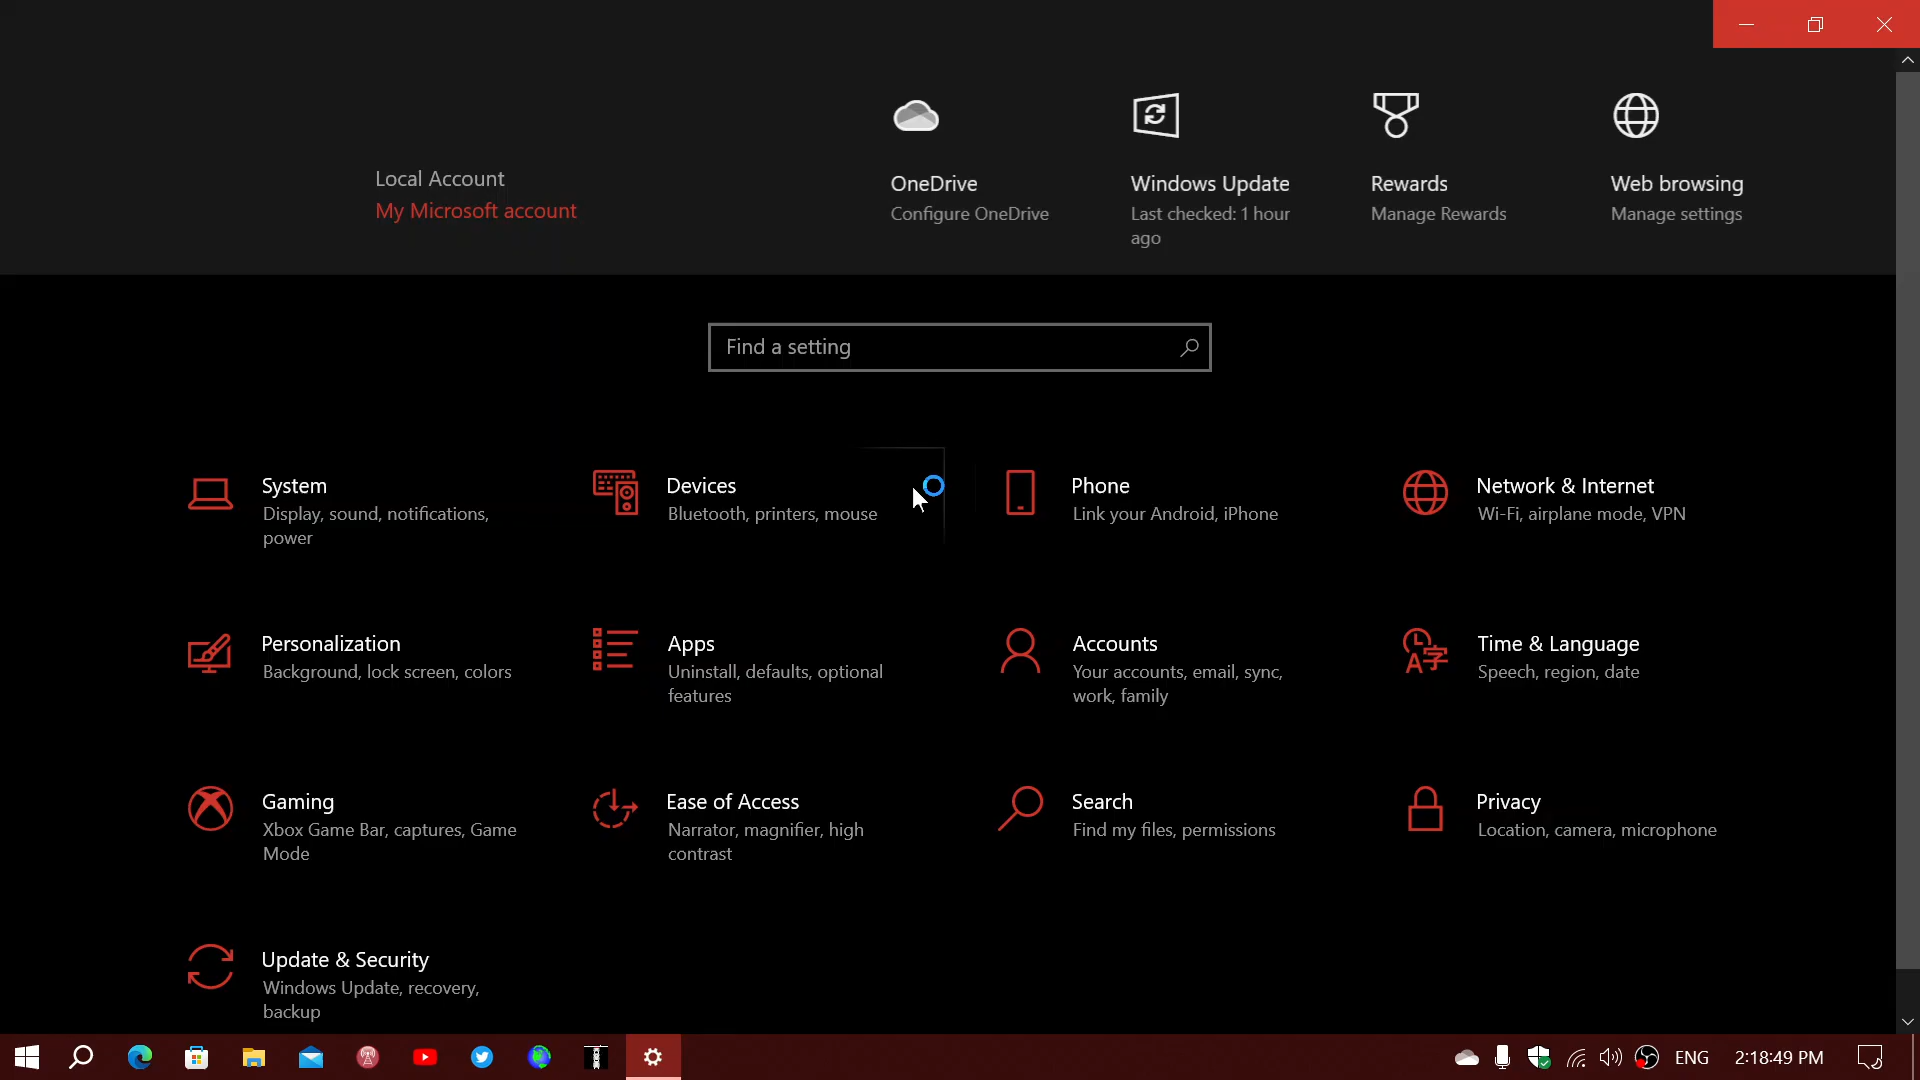 Local Account
My Microsoft account
OneDrive
Configure OneDrive
Windows Update
Last checked: 1 hour
ago
Rewards
Manage Rewards
Web browsing
Manage settings
Find a setting
System
Display, sound, notifications,
power
Devices
Bluetooth, printers, mouse
Phone
Link your Android, iPhone
Network & Internet
Wi-Fi, airplane mode, VPN
Personalization
Background, lock screen, colors
Apps
Uninstall, defaults, optional
features
Accounts
Your accounts, email, sync,
work, family
Time & Language
Speech, region, date
Gaming
Xbox Game Bar, captures, Game
Mode
Ease of Access
Narrator, magnifier, high
contrast
Search
Find my files, permissions
Privacy
Location, camera, microphone
Update & Security
Windows Update, recovery,
backup
ENG
2:18:49 PM